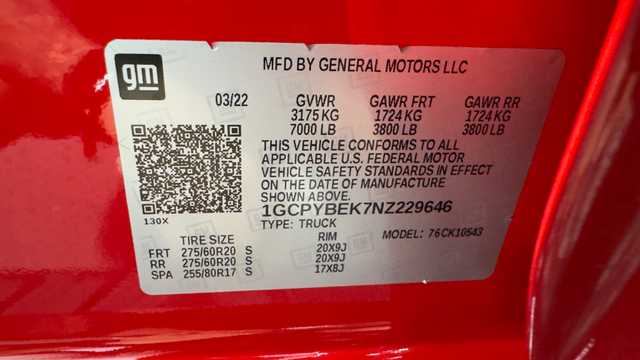 gm
MFD BY GENERAL MOTORS LLC
03/22 GVWR GAWR FRT GAWR RR
3175 KG 1724 KG 1724 KG
7000 LB 3800 LB 3800 LB
THIS VEHICLE CONFORMS TO ALL
APPLICABLE U.S. FEDERAL MOTOR
VEHICLE SAFETY STANDARDS IN EFFECT
ON THE DATE OF MANUFACTURE
SHOWN ABOVE.
130X
1GCPYBEK7NZ229646
TYPE: TRUCK MODEL: 76CK10543
TIRE SIZE RIM
FRT 275/60R20 S 20X9J
RR 275/60R20 S 20X9J
SPA 255/80R17 S 17X8J